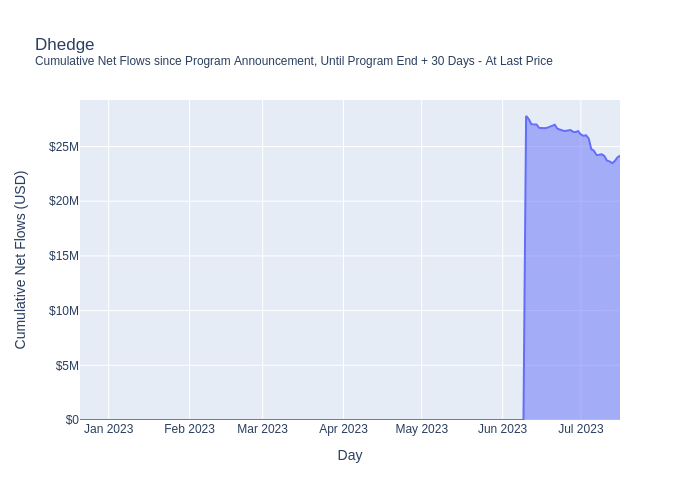 Dhedge
Cumulative Net Flows since Program Announcement, Until Program End + 30 Days - At Last Price
Cumulative Net Flows (USD)
$25M
$20M
$15M
$10M
$5M
$0
Jan 2023 Feb 2023 Mar 2023 Apr 2023 May 2023 Jun 2023 Jul 2023
Day